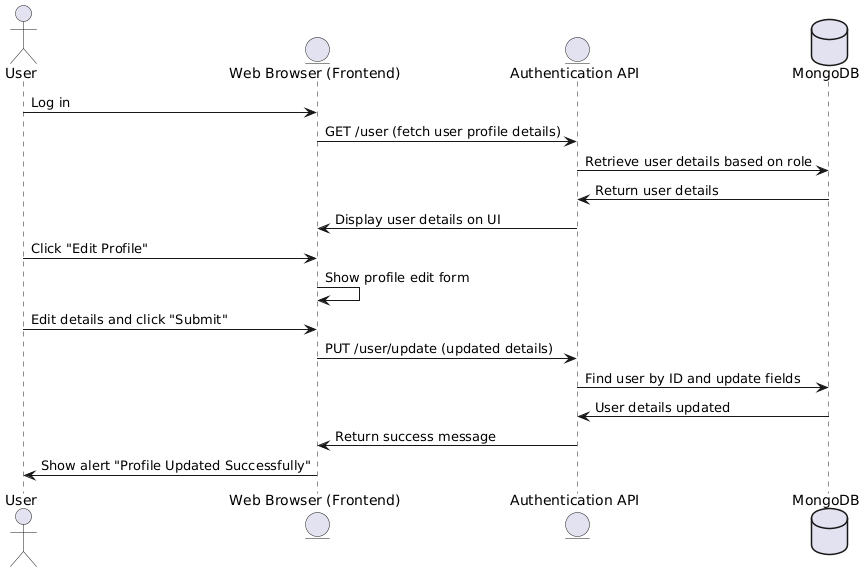 User
Web Browser (Frontend)
Authentication API
MongoDB
Log in
GET /user (fetch user profile details)
Retrieve user details based on role
Return user details
Display user details on UI
Click "Edit Profile"
Show profile edit form
Edit details and click "Submit"
PUT /user/update (updated details)
Find user by ID and update fields
User details updated
Return success message
Show alert "Profile Updated Successfully"
User
Web Browser (Frontend)
Authentication API
MongoDB